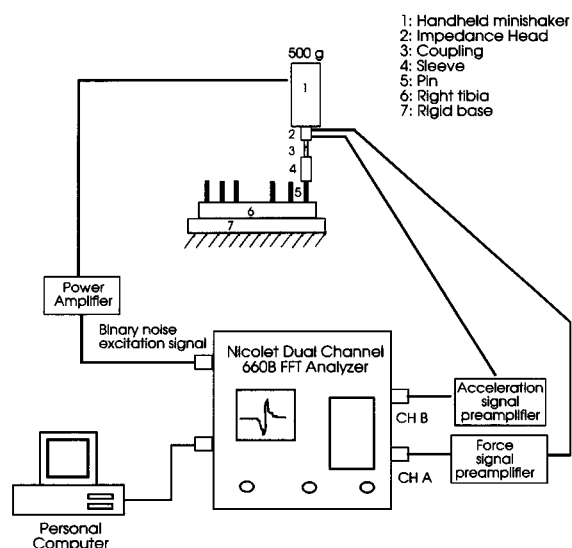 1: Handheld minishaker
2: Impedance Head
3: Coupling
4: Sleeve
5: Pin
6: Right tibia
7: Rigid base
500 g
1
2
3
4
5
6
7
Power
Amplifier
Binary noise
excitation signal
Nicolet Dual Channel
660B FFT Analyzer
CH B
Acceleration
signal
preamplifier
CH A
Force
signal
preamplifier
Personal
Computer